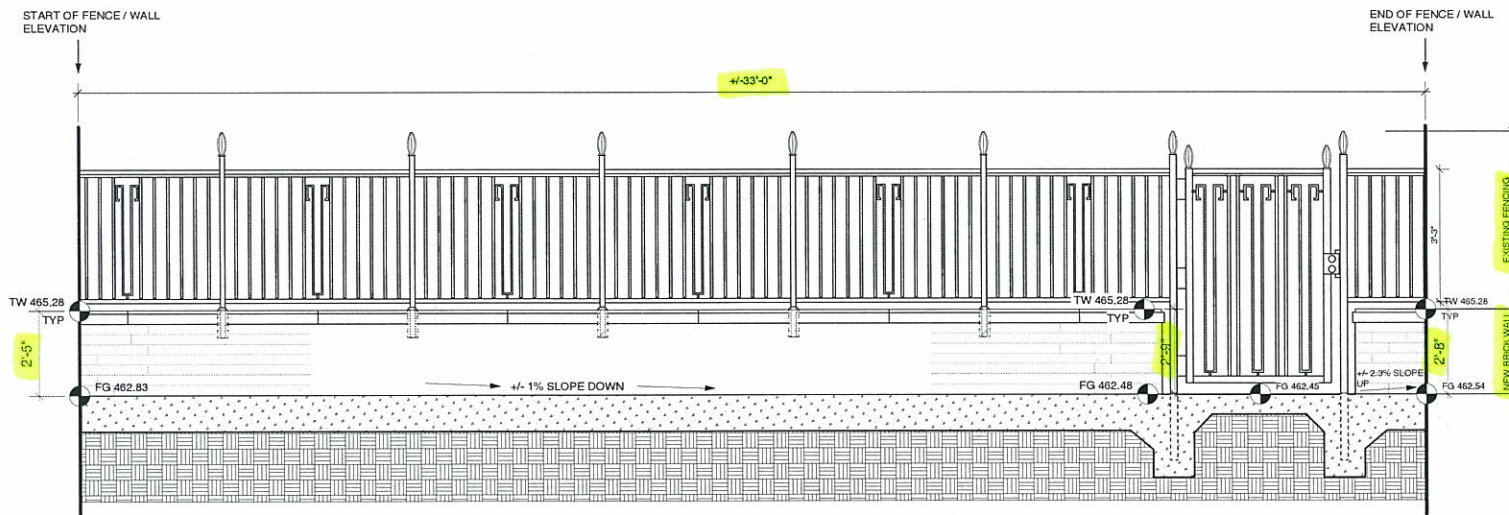 START OF FENCE / WALL
ELEVATION
END OF FENCE / WALL
ELEVATION
+/-33'-0"
EXISTING FENCING
3'-3"
TW 465.28
TYP
TW 465.28
TYP
TW 465.28
TYP
2'-5"
2'-9"
2'-8"
NEW BRICK WALL
FG 462.83
+/- 1% SLOPE DOWN
FG 462.48
FG 462.45
+/- 2.3% SLOPE
UP
FG 462.54